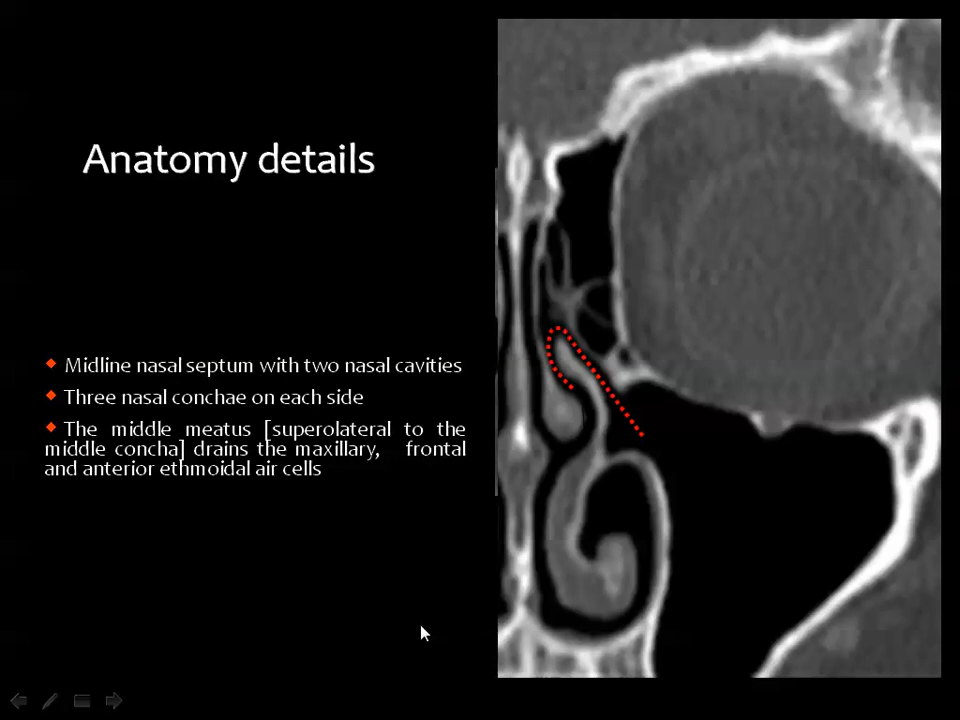 Anatomy details
Midline nasal septum with two nasal cavities
Three nasal conchae on each side
The middle meatus [superolateral to the
middle concha] drains the maxillary, frontal
and anterior ethmoidal air cells